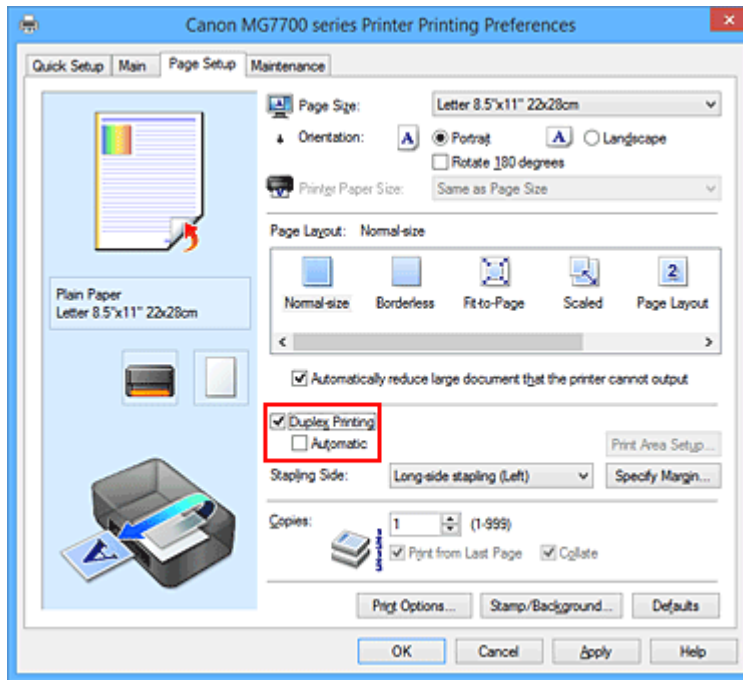 Canon MG7700 series Printer Printing Preferences
Quick Setup Main Page Setup Maintenance
Page Size: Letter 8.5"x11" 22x28cm
Orientation: A Portrait A Landscape
Rotate 180 degrees
Printer Paper Size: Same as Page Size
Page Layout: Normal-size
2
Normal-size Borderless Fit-to-Page Scaled Page Layout
Plain Paper
Letter 8.5"x11" 22x28cm
Automatically reduce large document that the printer cannot output
Duplex Printing
Automatic
Print Area Setup...
Stapling Side: Long-side stapling (Left) Specify Margin...
Copies: 1 (1-999)
Print from Last Page Collate
A
Print Options... Stamp/Background... Defaults
OK Cancel Apply Help